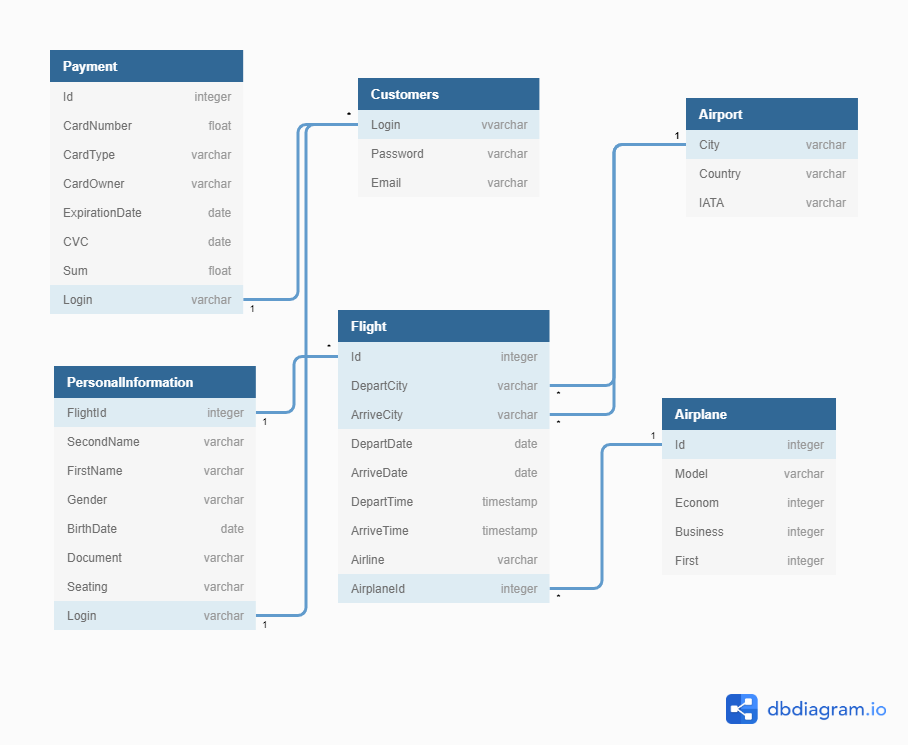 Payment
Id integer
CardNumber float
CardType varchar
CardOwner varchar
ExpirationDate date
CVC date
Sum float
Login varchar
1
Customers
*
Login vvarchar
Password varchar
Email varchar
Airport
1
City varchar
Country varchar
IATA varchar
PersonalInformation
FlightId integer
1
SecondName varchar
FirstName varchar
Gender varchar
BirthDate date
Document varchar
Seating varchar
Login varchar
1
Flight
*
Id integer
DepartCity varchar
*
ArriveCity varchar
*
DepartDate date
ArriveDate date
DepartTime timestamp
ArriveTime timestamp
Airline varchar
AirplaneId integer
*
Airplane
1
Id integer
Model varchar
Econom integer
Business integer
First integer
dbdiagram.io